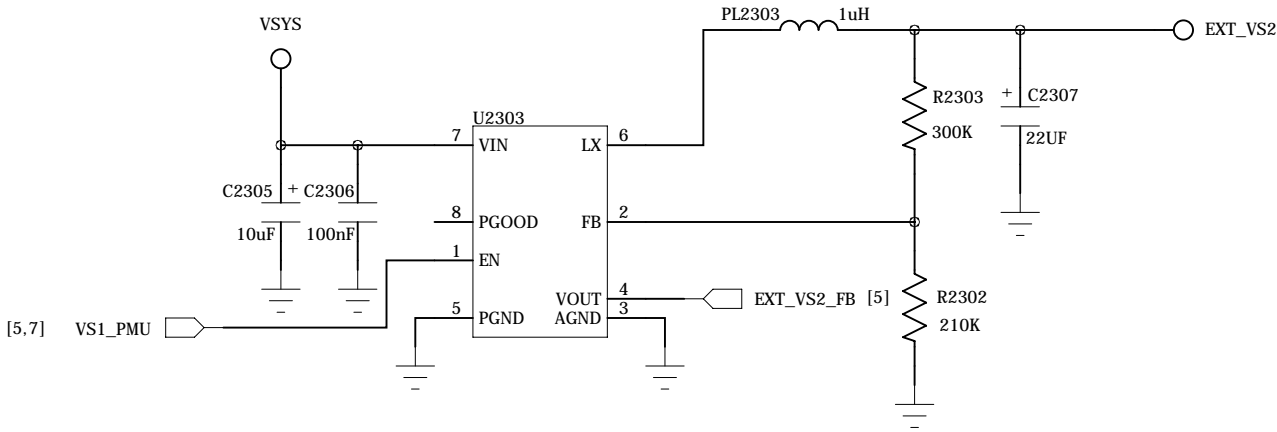 PL2303 1uH
VSYS
EXT_VS2
R2303
+ C2307
U2303
300K
7 VIN
LX 6
22UF
C2305 + C2306
8 PGOOD
FB 2
10uF 100nF
1 EN
VOUT 4
EXT_VS2_FB [5]
R2302
5 PGND
AGND 3
[5,7] VS1_PMU
210K